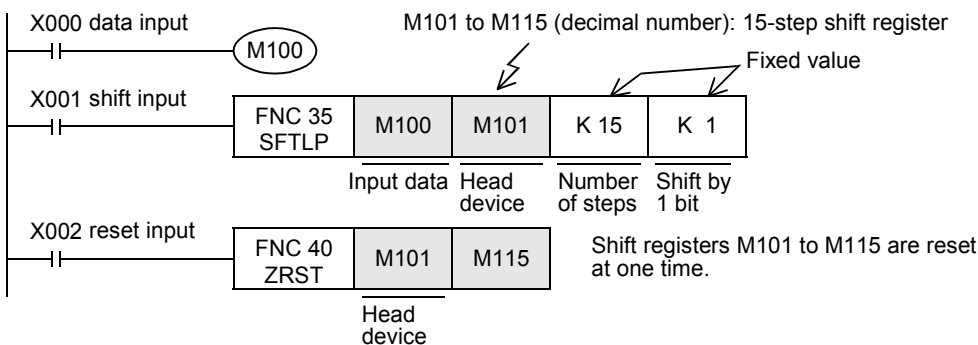 X000 data input
M100
M101 to M115 (decimal number): 15-step shift register
Fixed value
X001 shift input
FNC 35
SFTLP
M100
M101
K 15
K 1
Input data
Head
device
Number
of steps
Shift by
1 bit
X002 reset input
FNC 40
ZRST
M101
M115
Shift registers M101 to M115 are reset
at one time.
Head
device